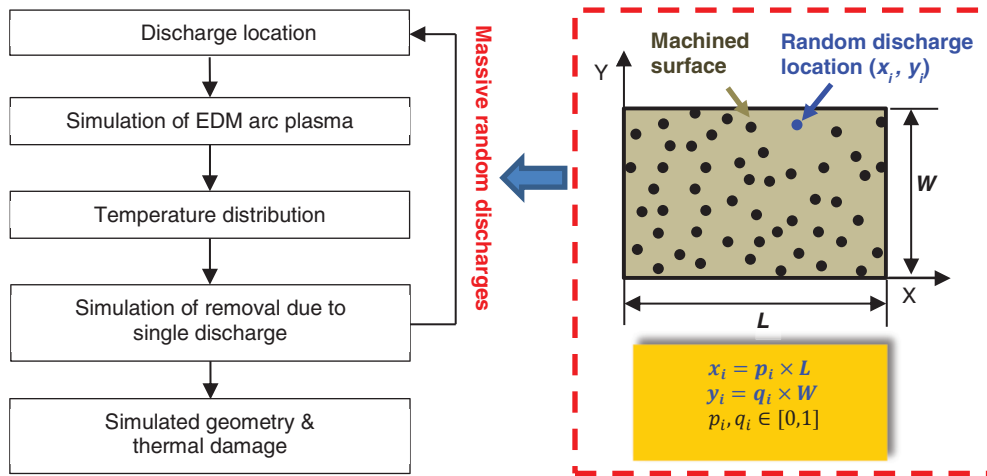 Discharge location
Simulation of EDM arc plasma
Temperature distribution
Simulation of removal due to
single discharge
Simulated geometry &
thermal damage
Massive random discharges
Machined
surface
Random discharge
location (xᵢ, yᵢ)
Y
W
X
L
xᵢ = pᵢ × L
yᵢ = qᵢ × W
pᵢ, qᵢ ∈ [0,1]